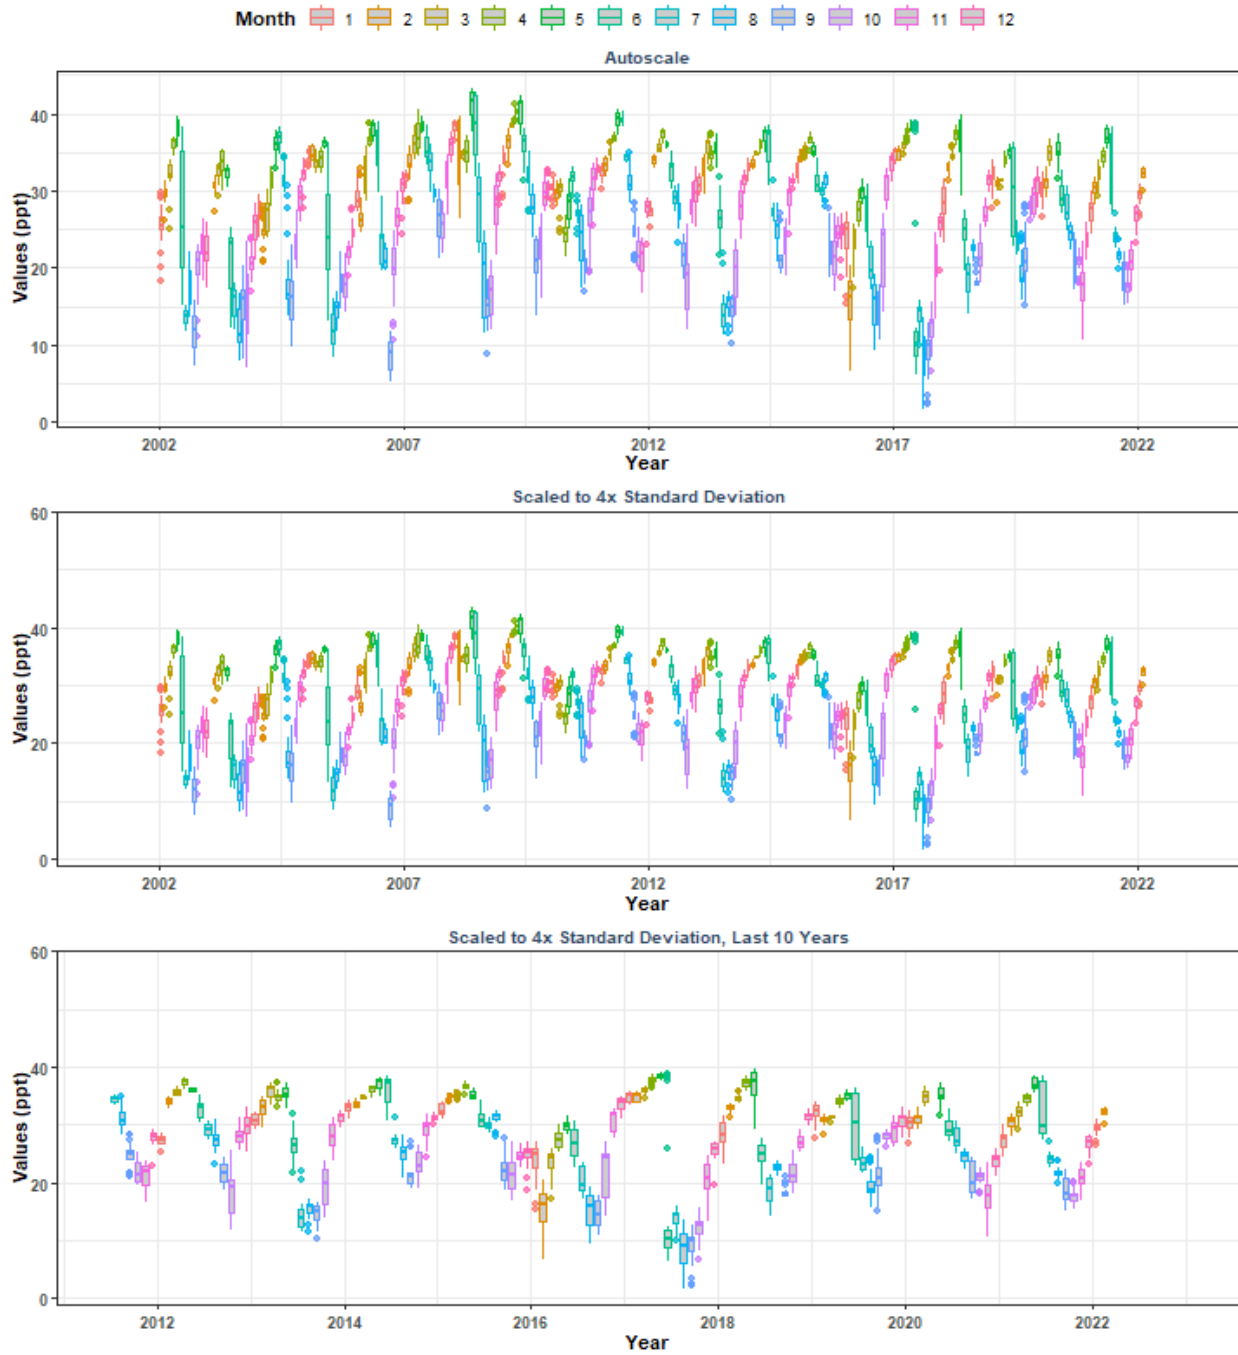 Month 1 2 3 4 5 6 7 8 9 10 11 12
Autoscale
Values (ppt)
40
30
20
10
0
2002 2007 2012 2017 2022
Year
Scaled to 4x Standard Deviation
Values (ppt)
60
40
20
0
2002 2007 2012 2017 2022
Year
Scaled to 4x Standard Deviation, Last 10 Years
Values (ppt)
60
40
20
0
2012 2014 2016 2018 2020 2022
Year